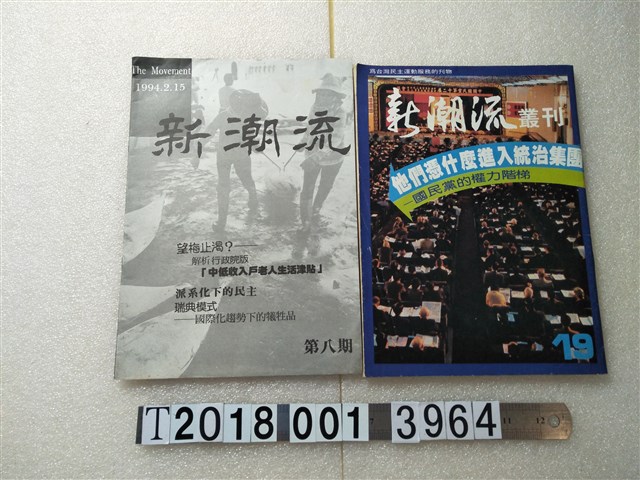 The Movement
1994.2.15
新潮流
望梅止渴？——
解析行政院版
「中低收入戶老人生活津貼」
派系化下的民主
瑞典模式
——國際化趨勢下的犧牲品
第八期
為台灣民主運動服務的刊物
新潮流叢刊
他們憑什麼進入統治集團
—國民黨的權力階梯
19
T2018 001 3964
11 12